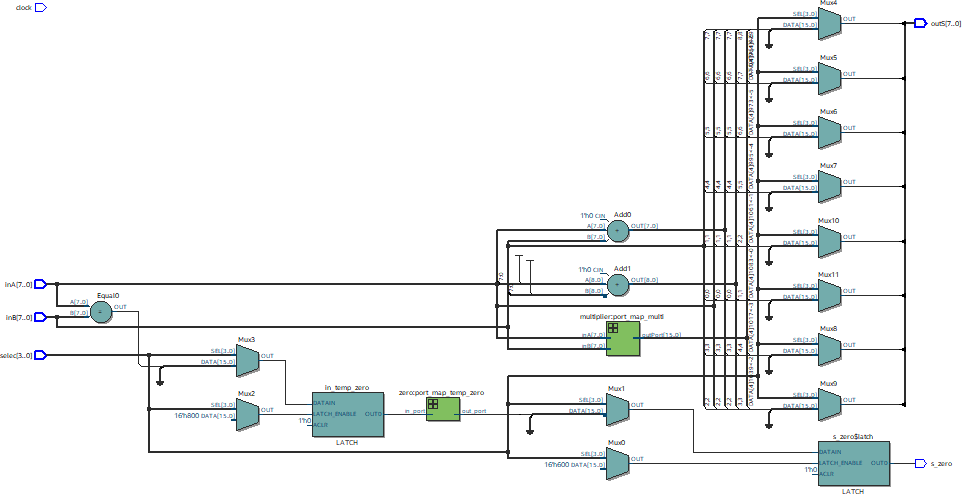 clock
Mux4
SEL[3..0]
DATA[15..0]
OUT
outS[7..0]
Mux5
SEL[3..0]
DATA[15..0]
OUT
Mux6
SEL[3..0]
DATA[15..0]
OUT
Mux7
SEL[3..0]
DATA[15..0]
OUT
Mux10
SEL[3..0]
DATA[15..0]
OUT
Mux11
SEL[3..0]
DATA[15..0]
OUT
Mux8
SEL[3..0]
DATA[15..0]
OUT
Mux9
SEL[3..0]
DATA[15..0]
OUT
Add0
1'h0 CIN
A[7..0]
B[7..0]
OUT[7..0]
Add1
1'h0 CIN
A[8..0]
B[8..0]
OUT[8..0]
multiplier:port_map_multi
inA[7..0]
inB[7..0]
outPort[15..0]
inA[7..0]
inB[7..0]
Equal0
A[7..0]
B[7..0]
OUT
=
selec[3..0]
Mux3
SEL[3..0]
DATA[15..0]
OUT
Mux2
SEL[3..0]
16'h800 DATA[15..0]
OUT
in_temp_zero
DATAIN
LATCH_ENABLE
OUT0
1'h0
ACLR
LATCH
zero:port_map_temp_zero
in_port
out_port
Mux1
SEL[3..0]
DATA[15..0]
OUT
Mux0
SEL[3..0]
16'h600 DATA[15..0]
OUT
s_zero$latch
DATAIN
LATCH_ENABLE
OUT0
1'h0
ACLR
LATCH
s_zero